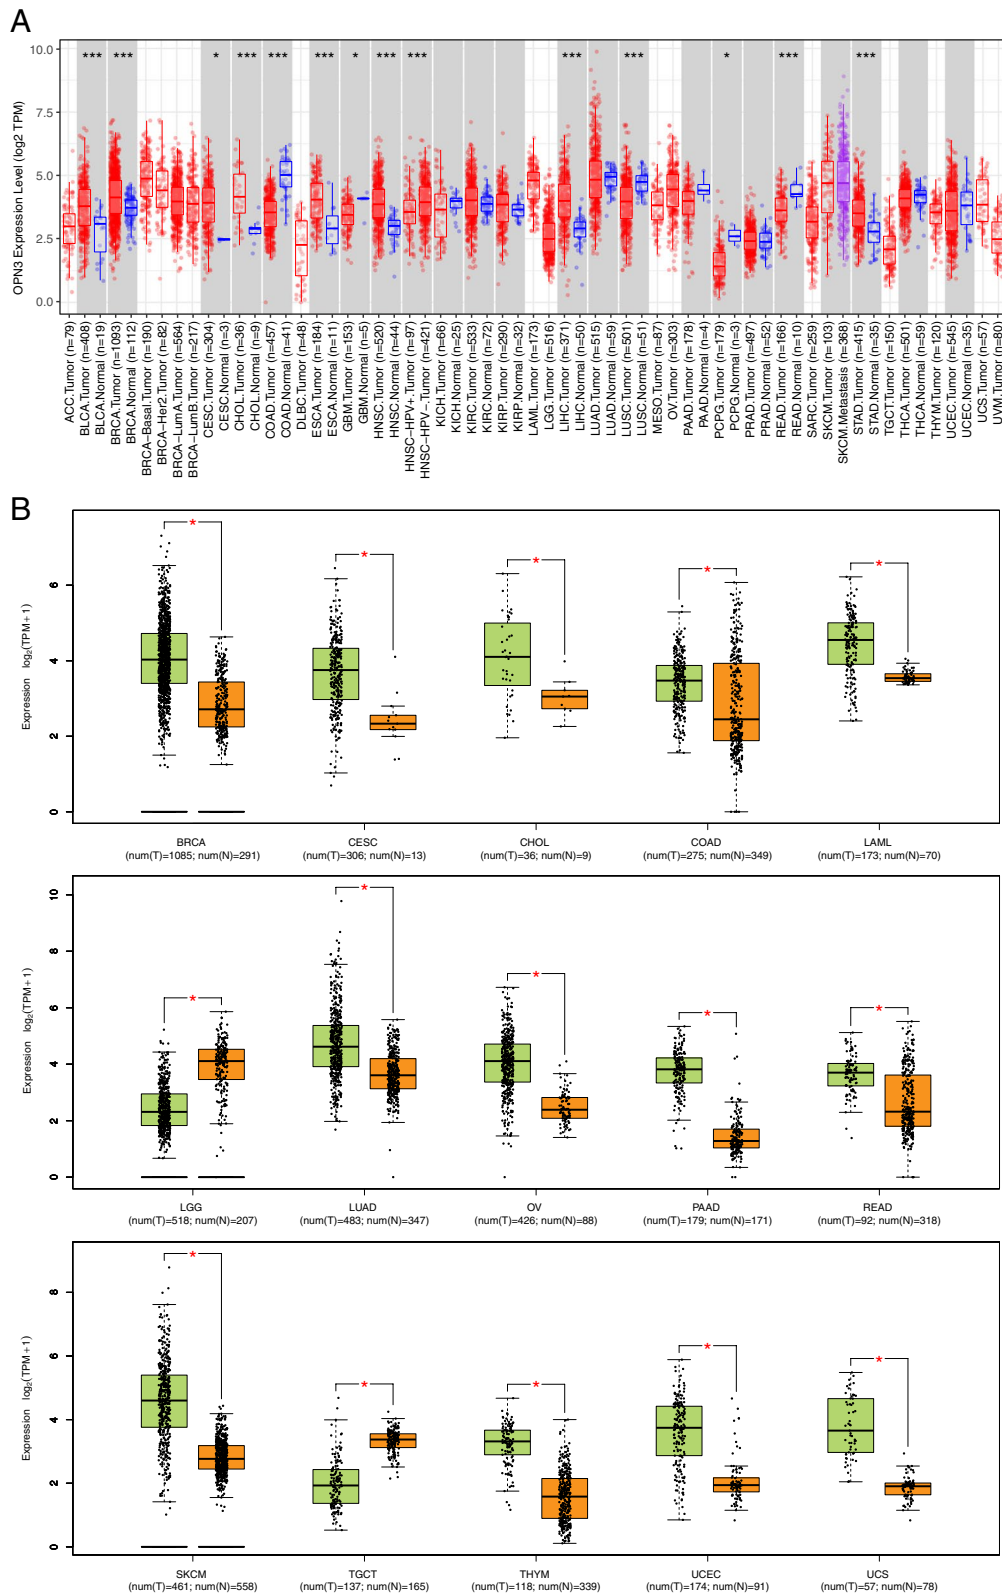 A
OPN3 Expression Level (log2 TPM)
10.0
7.5
5.0
2.5
0.0
*** *** * *** *** *** * *** *** *** *** * *** ***
ACC.Tumor (n=79)
BLCA.Tumor (n=408)
BLCA.Normal (n=19)
BRCA.Tumor (n=1093)
BRCA.Normal (n=112)
BRCA-Basal.Tumor (n=190)
BRCA-Her2.Tumor (n=82)
BRCA-LumA.Tumor (n=564)
BRCA-LumB.Tumor (n=217)
CESC.Tumor (n=304)
CESC.Normal (n=3)
CHOL.Tumor (n=36)
CHOL.Normal (n=9)
COAD.Tumor (n=457)
COAD.Normal (n=41)
DLBC.Tumor (n=48)
ESCA.Tumor (n=184)
ESCA.Normal (n=11)
GBM.Tumor (n=153)
GBM.Normal (n=5)
HNSC.Tumor (n=520)
HNSC.Normal (n=44)
HNSC-HPV+.Tumor (n=97)
HNSC-HPV-.Tumor (n=421)
KICH.Tumor (n=66)
KICH.Normal (n=25)
KIRC.Tumor (n=533)
KIRC.Normal (n=72)
KIRP.Tumor (n=290)
KIRP.Normal (n=32)
LAML.Tumor (n=173)
LGG.Tumor (n=516)
LIHC.Tumor (n=371)
LIHC.Normal (n=50)
LUAD.Tumor (n=515)
LUAD.Normal (n=59)
LUSC.Tumor (n=501)
LUSC.Normal (n=51)
MESO.Tumor (n=87)
OV.Tumor (n=303)
PAAD.Tumor (n=178)
PAAD.Normal (n=4)
PCPG.Tumor (n=179)
PCPG.Normal (n=3)
PRAD.Tumor (n=497)
PRAD.Normal (n=52)
READ.Tumor (n=166)
READ.Normal (n=10)
SARC.Tumor (n=259)
SKCM.Tumor (n=103)
SKCM.Metastasis (n=368)
STAD.Tumor (n=415)
STAD.Normal (n=35)
TGCT.Tumor (n=150)
THCA.Tumor (n=501)
THCA.Normal (n=59)
THYM.Tumor (n=120)
UCEC.Tumor (n=545)
UCEC.Normal (n=35)
UCS.Tumor (n=57)
UVM.Tumor (n=80)
B
Expression log₂(TPM+1)
6
4
2
0
* * * * *
BRCA CESC CHOL COAD LAML
(num(T)=1085; num(N)=291) (num(T)=306; num(N)=13) (num(T)=36; num(N)=9) (num(T)=275; num(N)=349) (num(T)=173; num(N)=70)
Expression log₂(TPM+1)
10
8
6
4
2
0
* * * * *
LGG LUAD OV PAAD READ
(num(T)=518; num(N)=207) (num(T)=483; num(N)=347) (num(T)=426; num(N)=88) (num(T)=179; num(N)=171) (num(T)=92; num(N)=318)
Expression log₂(TPM+1)
8
6
4
2
0
* * * * *
SKCM TGCT THYM UCEC UCS
(num(T)=461; num(N)=558) (num(T)=137; num(N)=165) (num(T)=118; num(N)=339) (num(T)=174; num(N)=91) (num(T)=57; num(N)=78)